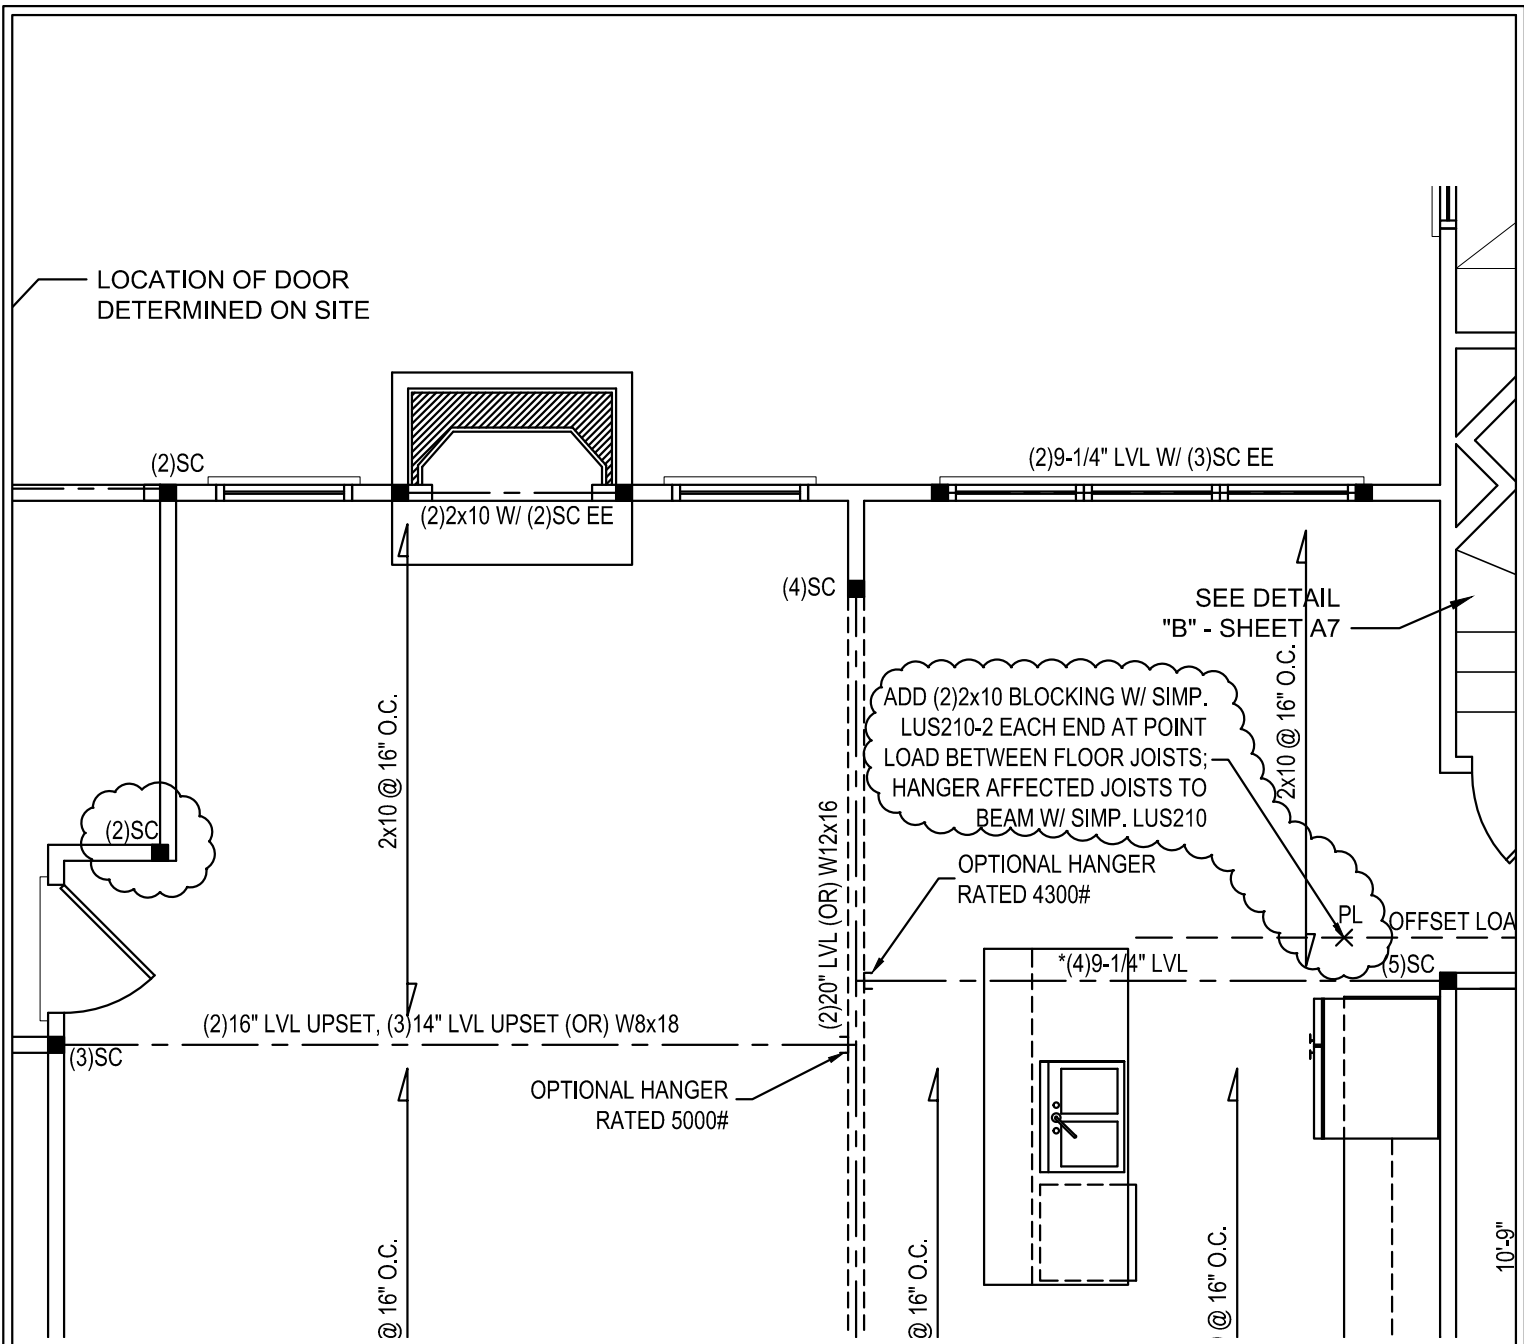 LOCATION OF DOOR
DETERMINED ON SITE
(2)SC
(2)9-1/4" LVL W/ (3)SC EE
(2)2x10 W/ (2)SC EE
(4)SC
SEE DETAIL
"B" - SHEET A7
2x10 @ 16" O.C.
2x10 @ 16" O.C.
ADD (2)2x10 BLOCKING W/ SIMP.
LUS210-2 EACH END AT POINT
LOAD BETWEEN FLOOR JOISTS;
HANGER AFFECTED JOISTS TO
BEAM W/ SIMP. LUS210
(2)SC
(2)20" LVL (OR) W12x16
OPTIONAL HANGER
RATED 4300#
PL
OFFSET LOA
*(4)9-1/4" LVL
(5)SC
(2)16" LVL UPSET, (3)14" LVL UPSET (OR) W8x18
(3)SC
OPTIONAL HANGER
RATED 5000#
@ 16" O.C.
@ 16" O.C.
@ 16" O.C.
10'-9"